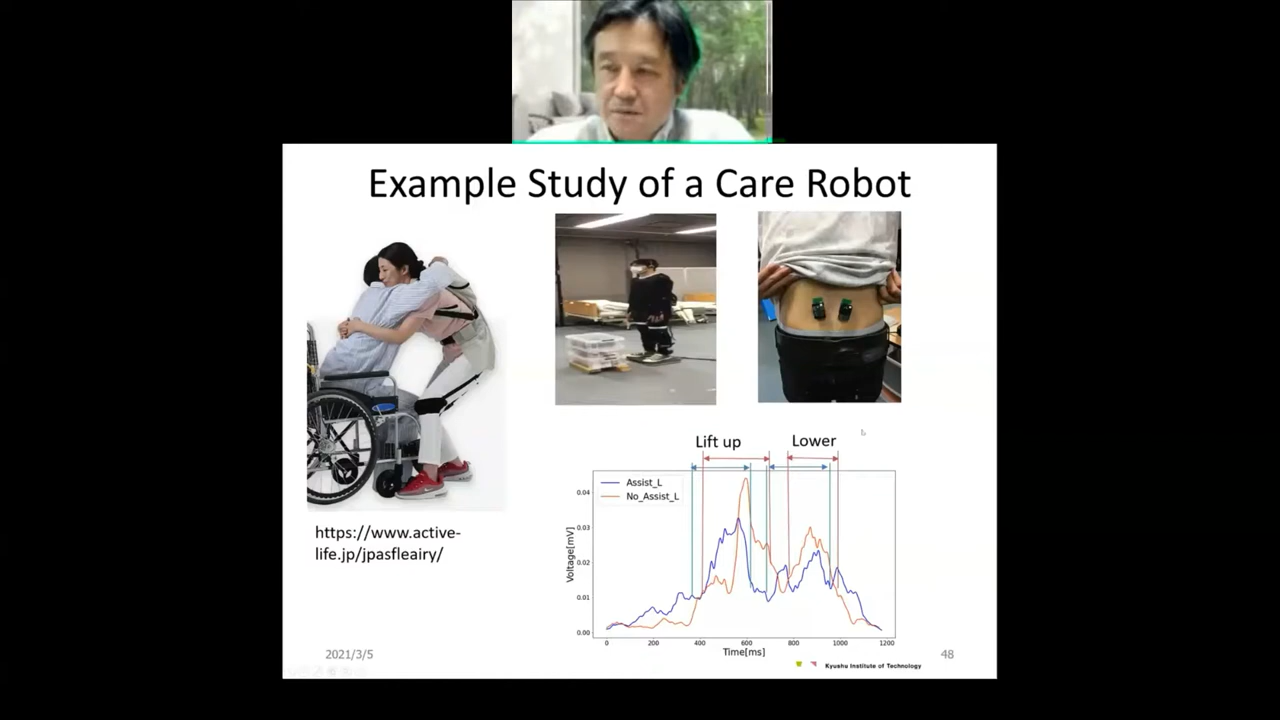 Example Study of a Care Robot
https://www.active-
life.jp/jpasfleairy/
Lift up
Lower
Assist_L
No_Assist_L
0.04
0.03
0.02
0.01
0.00
Voltage[mV]
0
200
400
600
800
1000
1200
Time[ms]
2021/3/5
Kyushu Institute of Technology
48